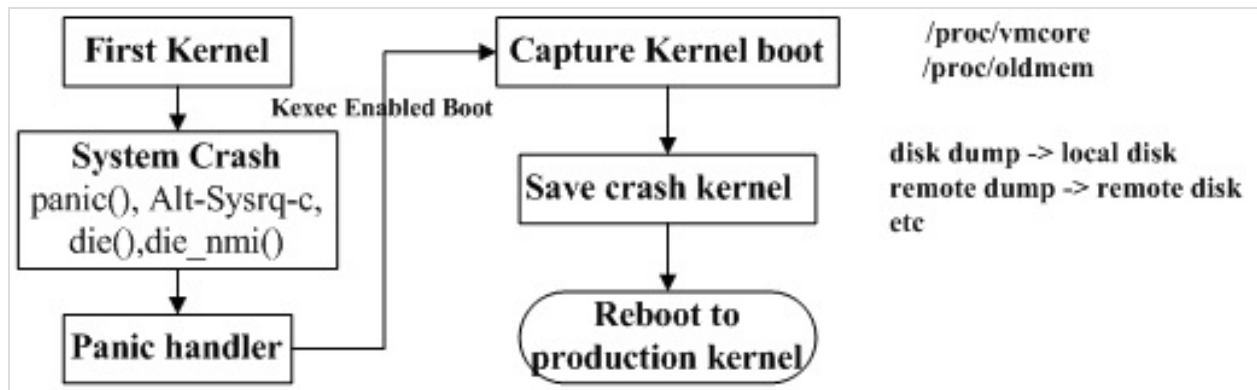 First Kernel
System Crash
panic(), Alt-Sysrq-c,
die(),die_nmi()
Panic handler
Kexec Enabled Boot
Capture Kernel boot
Save crash kernel
Reboot to
production kernel
/proc/vmcore
/proc/oldmem
disk dump -> local disk
remote dump -> remote disk
etc